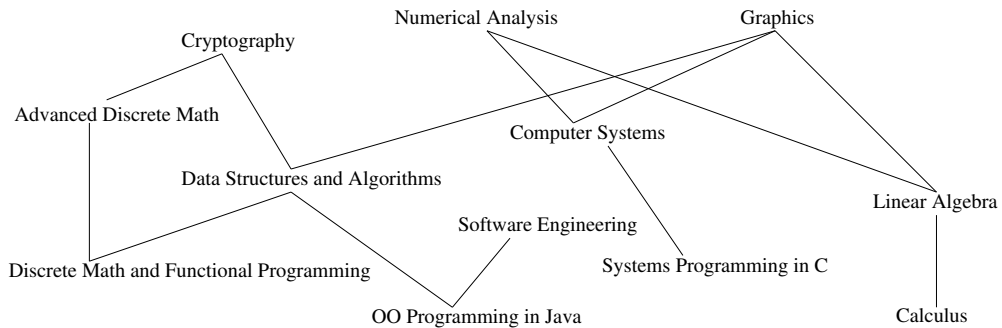 Numerical Analysis
Graphics
Cryptography
Advanced Discrete Math
Computer Systems
Data Structures and Algorithms
Linear Algebra
Software Engineering
Discrete Math and Functional Programming
Systems Programming in C
OO Programming in Java
Calculus